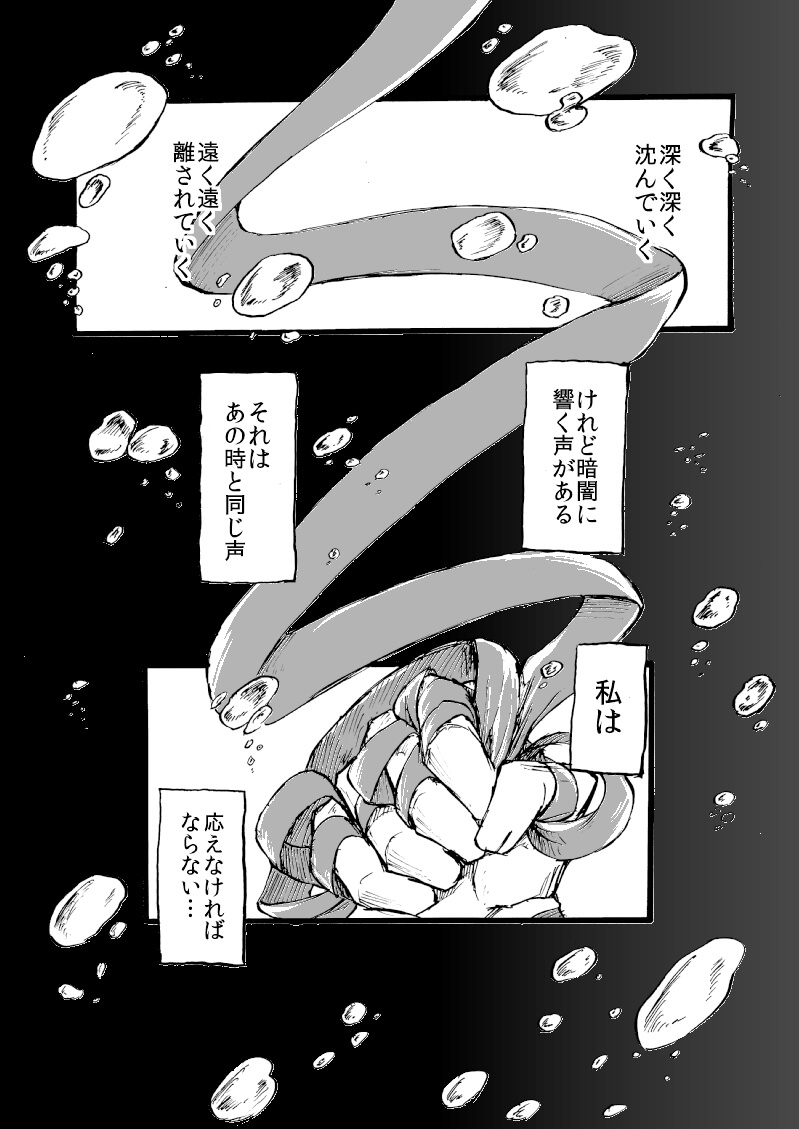 深く深く
沈んでいく
遠く遠く
離されていく
けれど暗闇に
響く声がある
それは
あの時と同じ声
私は
応えなければ
ならない…